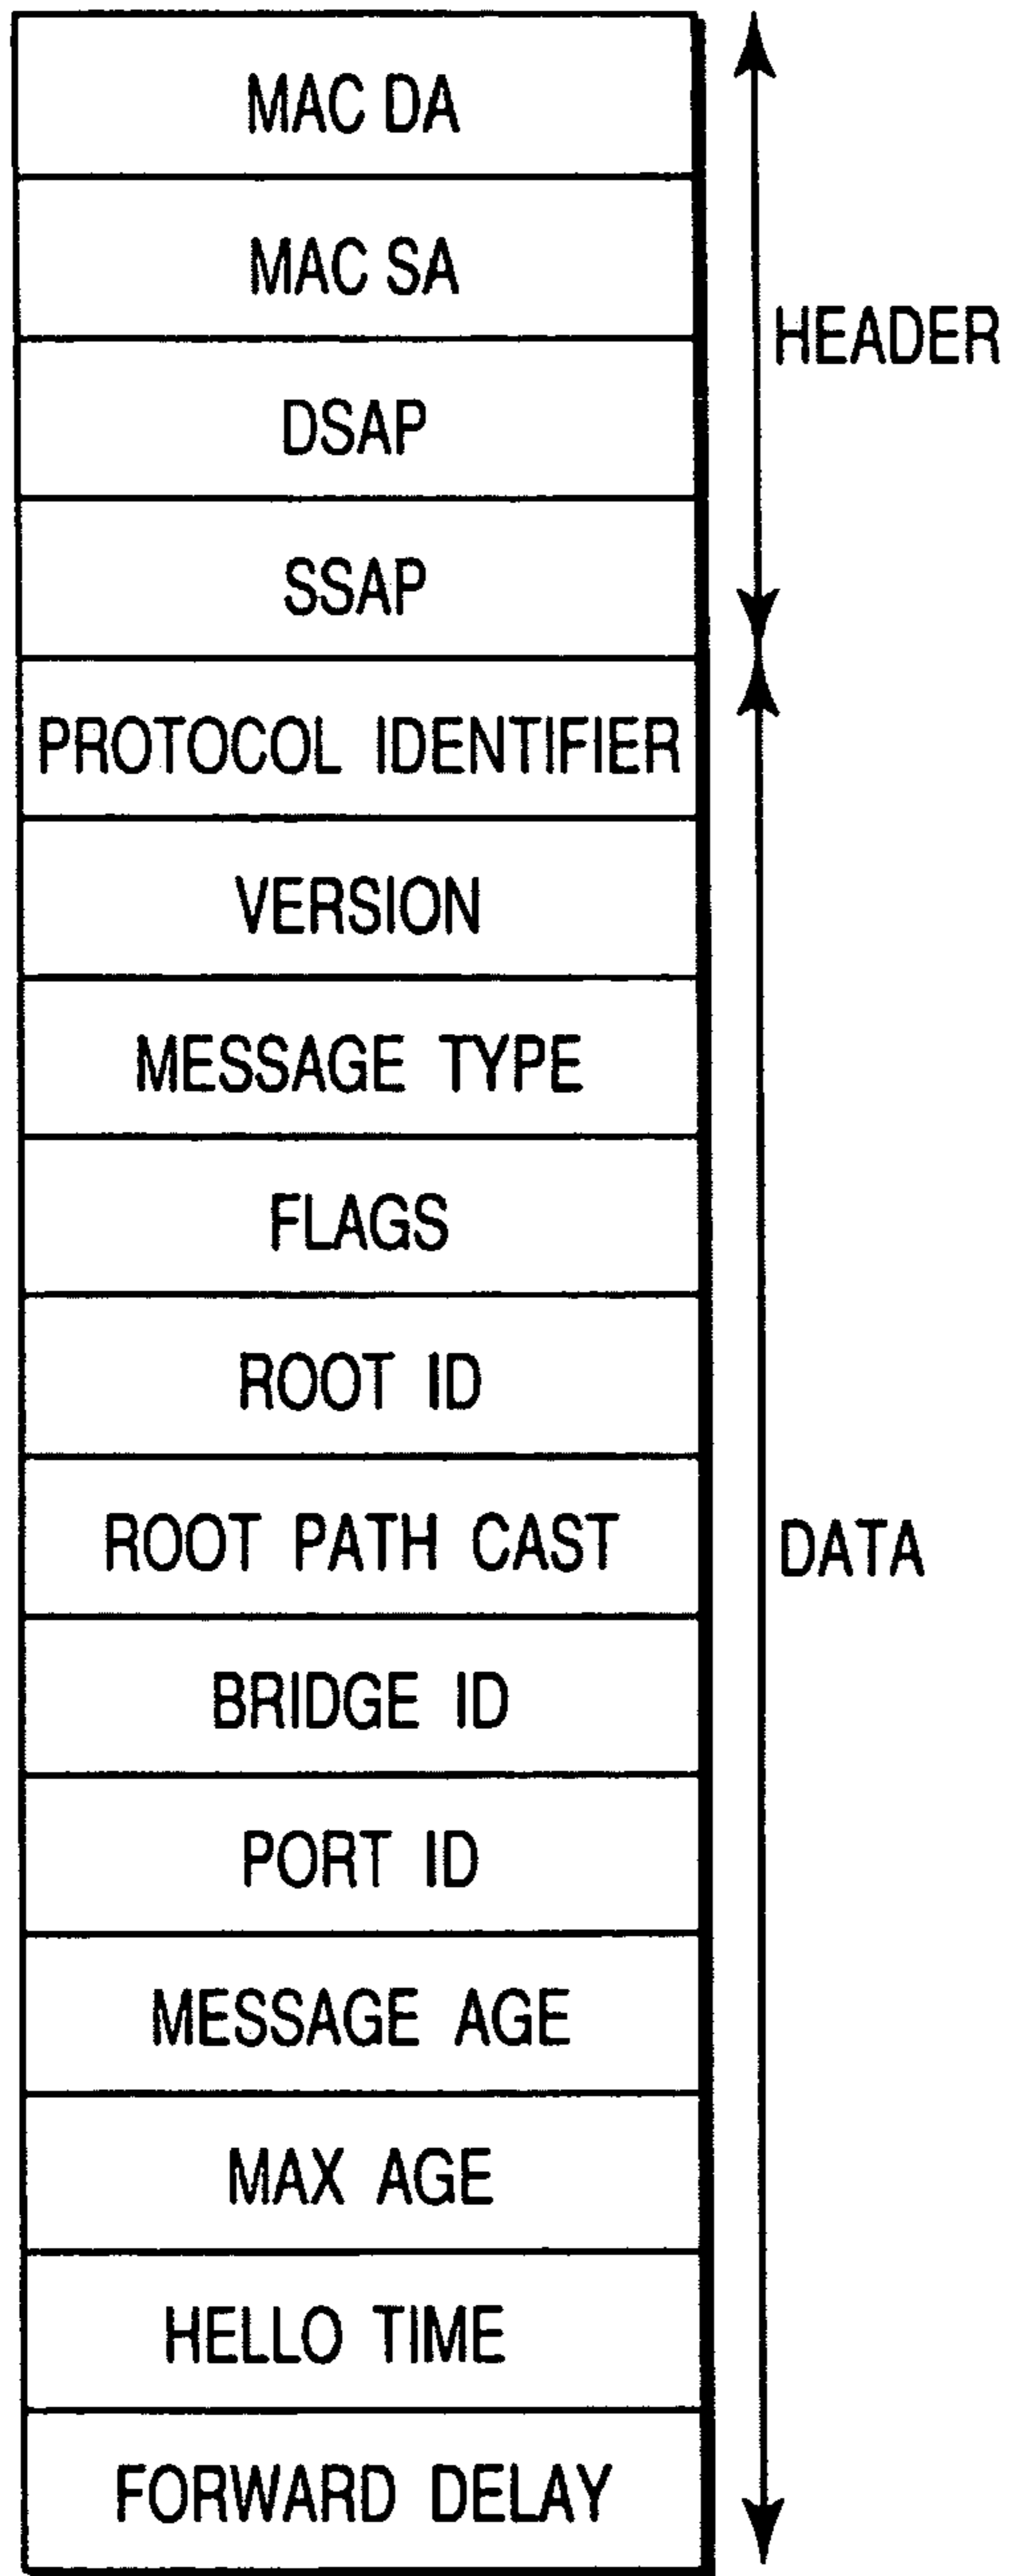 MAC DA
MAC SA
DSAP
SSAP
HEADER
PROTOCOL IDENTIFIER
VERSION
MESSAGE TYPE
FLAGS
ROOT ID
ROOT PATH CAST
BRIDGE ID
PORT ID
MESSAGE AGE
MAX AGE
HELLO TIME
FORWARD DELAY
DATA